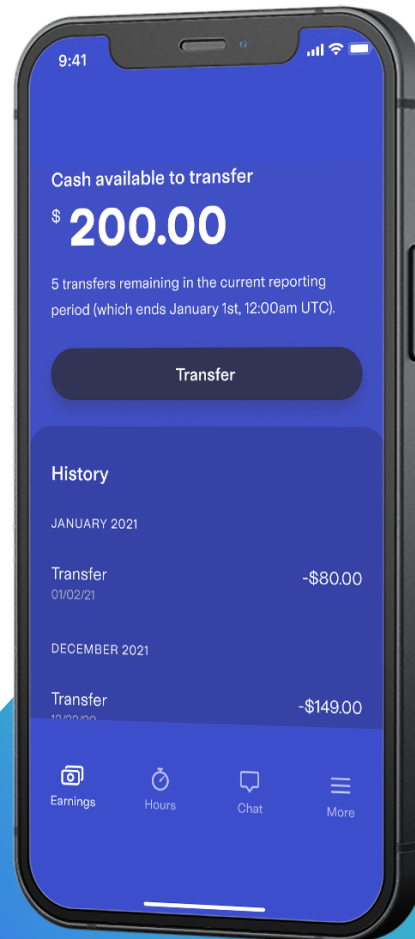 9:41
Cash available to transfer
$ 200.00
5 transfers remaining in the current reporting
period (which ends January 1st, 12:00am UTC).
Transfer
History
JANUARY 2021
Transfer -$80.00
01/02/21
DECEMBER 2021
Transfer -$149.00
Earnings Hours Chat More